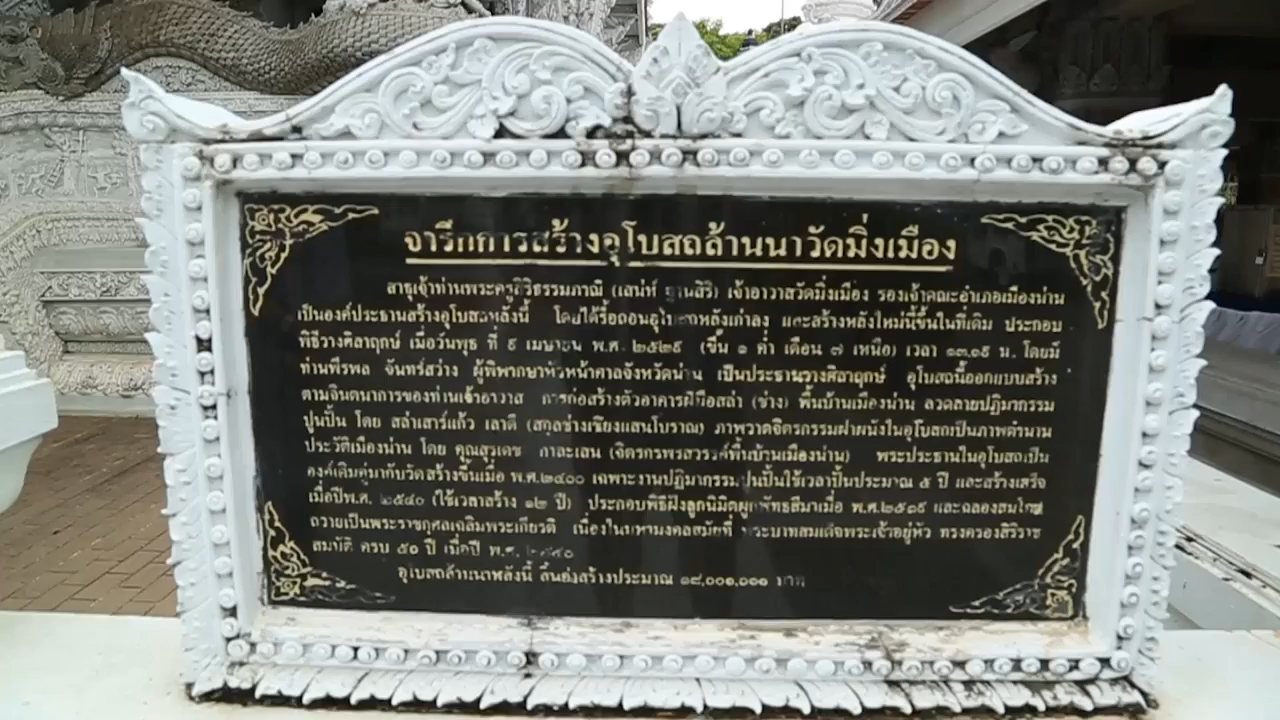 จารึกการสร้างอุโบสถล้านนาวัดมิ่งเมือง
สาธุเจ้าท่านพระครูสิริธรรมภาณี (เสน่ห์ ฐานสิริ) เจ้าอาวาสวัดมิ่งเมือง รองเจ้าคณะอำเภอเมืองน่าน
เป็นองค์ประธานสร้างอุโบสถหลังนี้ โดยได้รื้อถอนอุโบสถหลังเก่าลง และสร้างหลังใหม่นี้ขึ้นในที่เดิม ประกอบ
พิธีวางศิลาฤกษ์ เมื่อวันพุธ ที่ ๙ เมษายน พ.ศ. ๒๕๒๙ (ขึ้น ๑ ค่ำ เดือน ๗ เหนือ) เวลา ๑๓.๑๙ น. โดยมี
ท่านพีรพล จันทร์สว่าง ผู้พิพากษาหัวหน้าศาลจังหวัดน่าน เป็นประธานวางศิลาฤกษ์ อุโบสถนี้ออกแบบสร้าง
ตามจินตนาการของท่านเจ้าอาวาส การก่อสร้างตัวอาคารฝีมือสล่า (ช่าง) พื้นบ้านเมืองน่าน ลวดลายปฏิมากรรม
ปูนปั้น โดย สล่าเสาร์แก้ว เลาดี (สกุลช่างเชียงแสนโบราณ) ภาพวาดจิตรกรรมฝาผนังในอุโบสถเป็นภาพตำนาน
ประวัติเมืองน่าน โดย คุณสุรเดช กาละเสน (จิตรกรพรสวรรค์พื้นบ้านเมืองน่าน) พระประธานในอุโบสถเป็น
องค์เดิมคู่มากับวัดสร้างขึ้นเมื่อ พ.ศ.๒๔๐๐ เฉพาะงานปฏิมากรรมปูนปั้นใช้เวลาปั้นประมาณ ๕ ปี และสร้างเสร็จ
เมื่อปีพ.ศ. ๒๕๔๐ (ใช้เวลาสร้าง ๑๒ ปี) ประกอบพิธีฝังลูกนิมิตผูกพัทธสีมาเมื่อ และฉลองสมโภช
ถวายเป็นพระราชกุศลเฉลิมพระเกียรติ เนื่องในมหามงคลสมัยที่ พระบาทสมเด็จพระเจ้าอยู่หัว ทรงครองสิริราช
สมบัติ ครบ ๕๐ ปี เมื่อปี พ.ศ.
อุโบสถล้านนาหลังนี้ สิ้นค่าสร้างประมาณ บาท